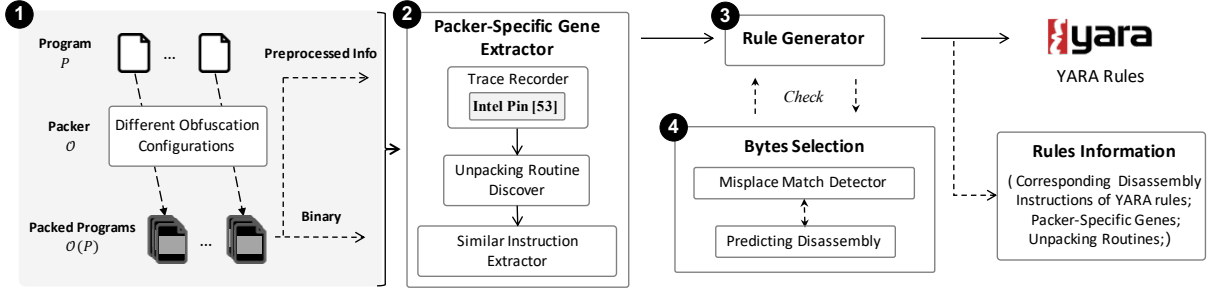 1
Program
P
...
Preprocessed Info
Packer
O
Different Obfuscation
Configurations
Packed Programs
O(P)
...
Binary
2
Packer-Specific Gene
Extractor
Trace Recorder
Intel Pin [53]
Unpacking Routine
Discover
Similar Instruction
Extractor
3
Rule Generator
Check
4
Bytes Selection
Misplace Match Detector
Predicting Disassembly
yara
YARA Rules
Rules Information
( Corresponding Disassembly
Instructions of YARA rules;
Packer-Specific Genes;
Unpacking Routines;)